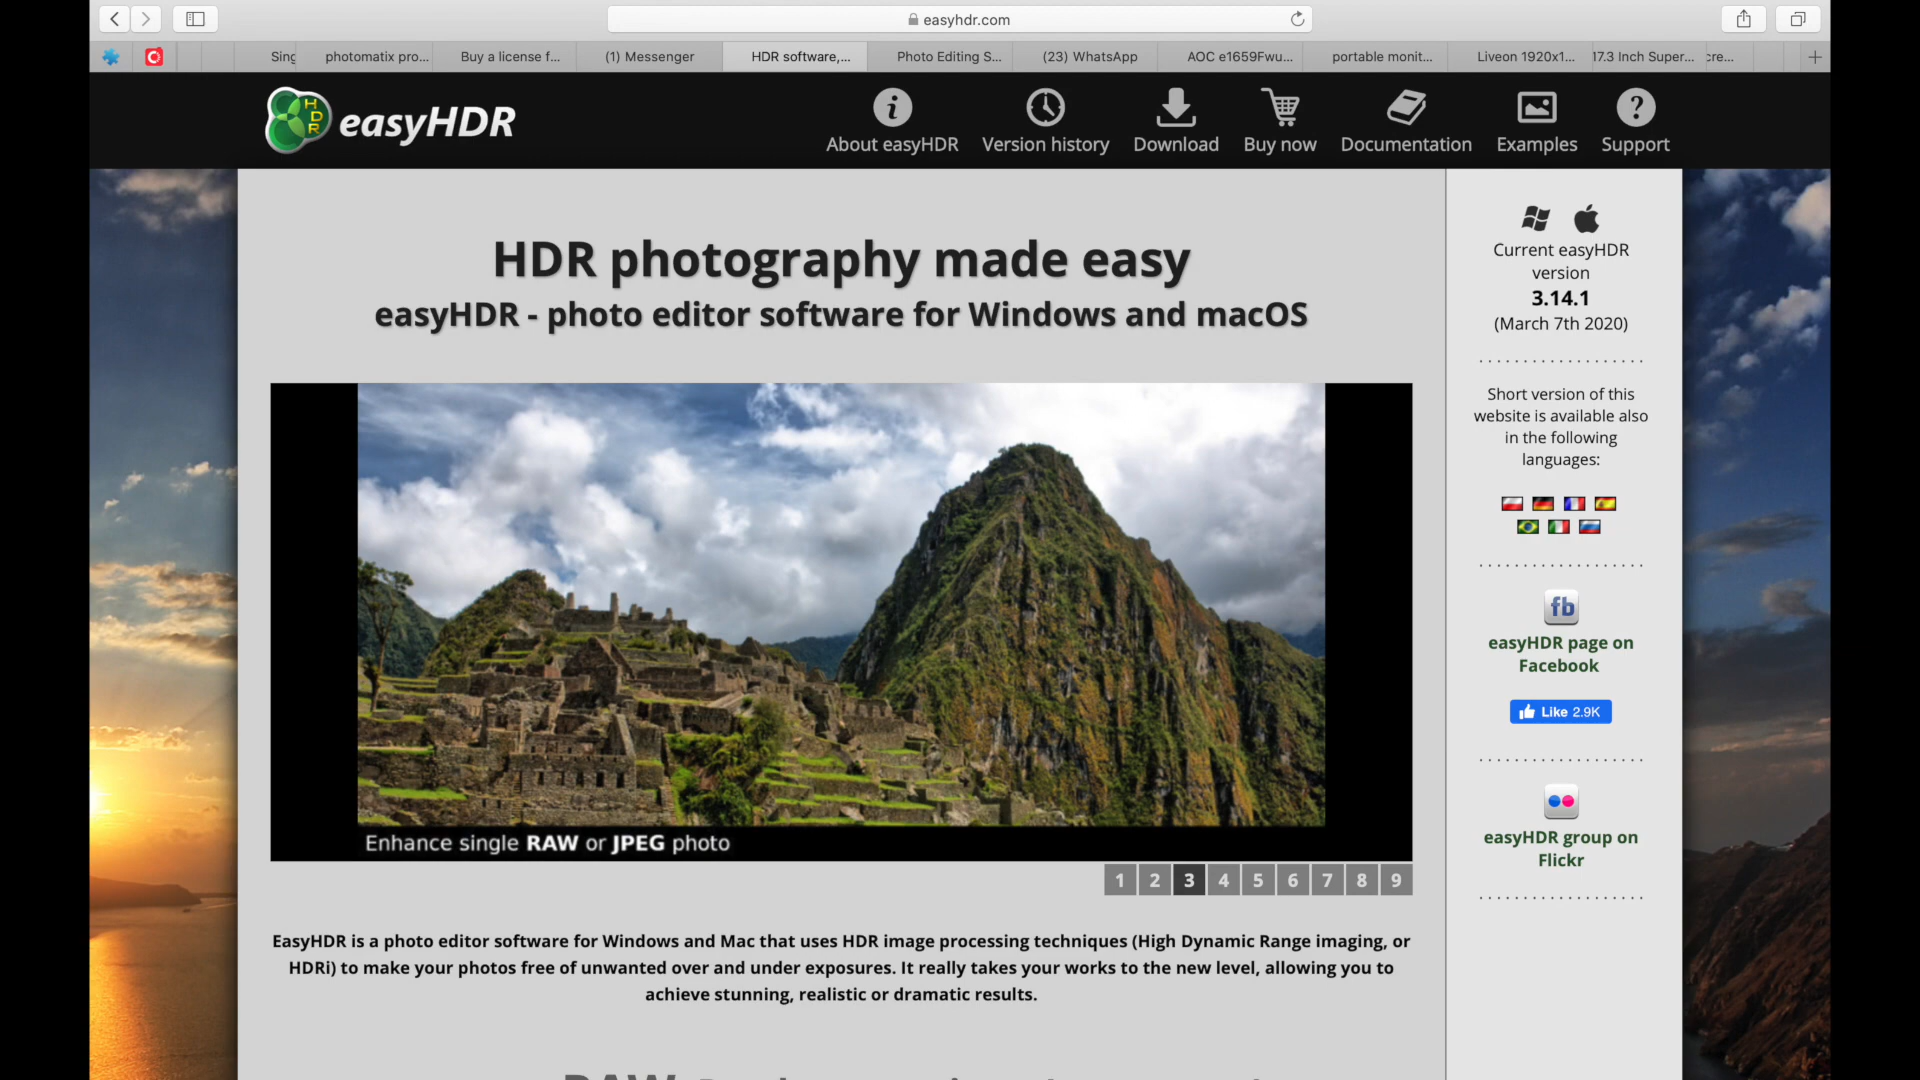 easyhdr.com
Sing
photomatix pro...
Buy a license f...
(1) Messenger
HDR software,...
Photo Editing S...
(23) WhatsApp
AOC e1659Fwu...
portable monit...
Liveon 1920x1...
17.3 Inch Super...
cre...
HDR
easyHDR
About easyHDR
Version history
Download
Buy now
Documentation
Examples
Support
HDR photography made easy
easyHDR - photo editor software for Windows and macOS
Enhance single RAW or JPEG photo
1 2 3 4 5 6 7 8 9
EasyHDR is a photo editor software for Windows and Mac that uses HDR image processing techniques (High Dynamic Range imaging, or
HDRi) to make your photos free of unwanted over and under exposures. It really takes your works to the new level, allowing you to
achieve stunning, realistic or dramatic results.
Current easyHDR
version
3.14.1
(March 7th 2020)
Short version of this
website is available also
in the following
languages:
fb
easyHDR page on
Facebook
Like 2.9K
easyHDR group on
Flickr